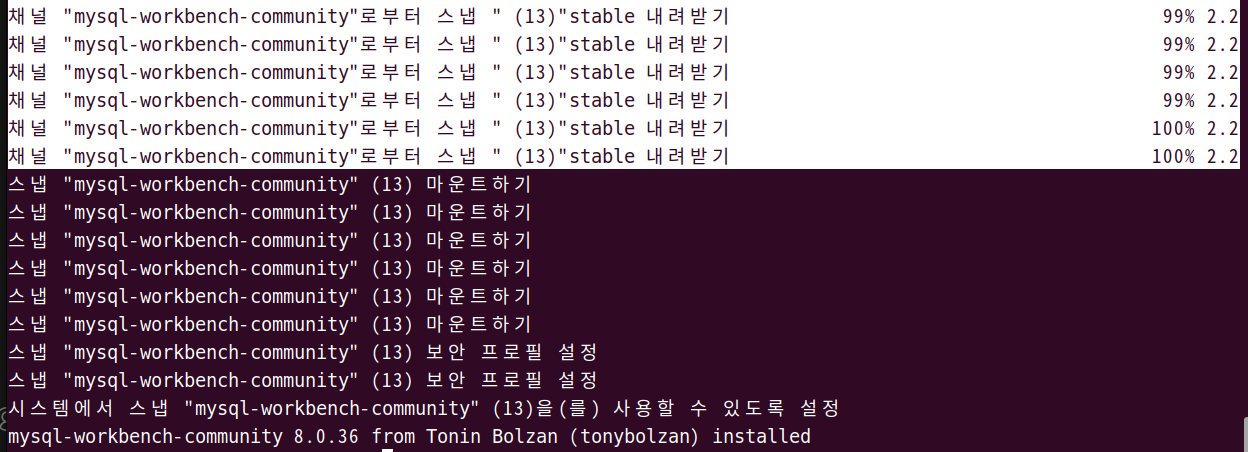 채널 "mysql-workbench-community"로부터 스냅 " (13)"stable 내려받기 99% 2.2
채널 "mysql-workbench-community"로부터 스냅 " (13)"stable 내려받기 99% 2.2
채널 "mysql-workbench-community"로부터 스냅 " (13)"stable 내려받기 99% 2.2
채널 "mysql-workbench-community"로부터 스냅 " (13)"stable 내려받기 99% 2.2
채널 "mysql-workbench-community"로부터 스냅 " (13)"stable 내려받기 100% 2.2
채널 "mysql-workbench-community"로부터 스냅 " (13)"stable 내려받기 100% 2.2
스냅 "mysql-workbench-community" (13) 마운트하기
스냅 "mysql-workbench-community" (13) 마운트하기
스냅 "mysql-workbench-community" (13) 마운트하기
스냅 "mysql-workbench-community" (13) 마운트하기
스냅 "mysql-workbench-community" (13) 마운트하기
스냅 "mysql-workbench-community" (13) 마운트하기
스냅 "mysql-workbench-community" (13) 보안 프로필 설정
스냅 "mysql-workbench-community" (13) 보안 프로필 설정
시스템에서 스냅 "mysql-workbench-community" (13)을(를) 사용할 수 있도록 설정
mysql-workbench-community 8.0.36 from Tonin Bolzan (tonybolzan) installed